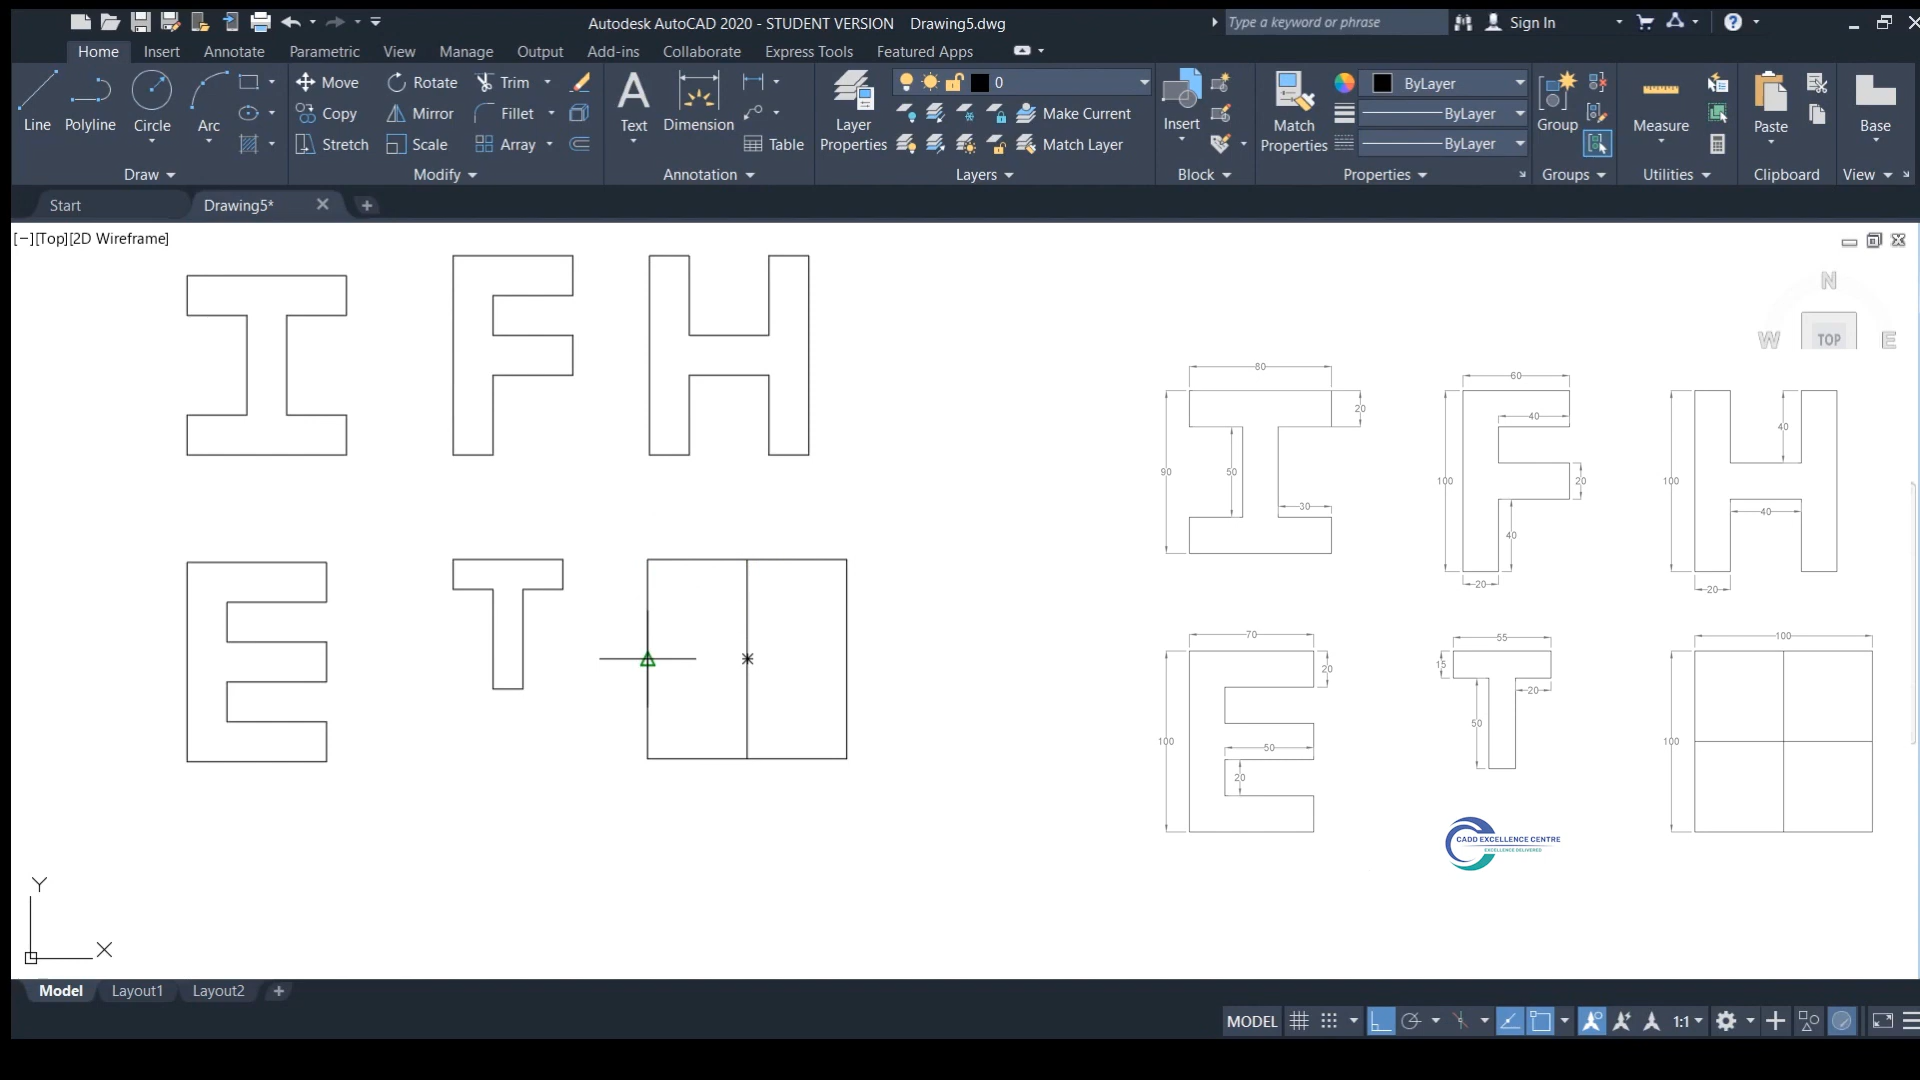 Autodesk AutoCAD 2020 - STUDENT VERSION    Drawing5.dwg
Type a keyword or phrase
Sign In
Home Insert Annotate Parametric View Manage Output Add-ins Collaborate Express Tools Featured Apps
Line
Polyline
Circle
Arc
Draw
Move
Rotate
Trim
Copy
Mirror
Fillet
Stretch
Scale
Array
Modify
Text
Dimension
Table
Annotation
Layer
Properties
0
Make Current
Match Layer
Layers
Insert
Block
Match
Properties
ByLayer
ByLayer
ByLayer
Properties
Group
Groups
Measure
Utilities
Paste
Clipboard
Base
View
Start
Drawing5*
[−][Top][2D Wireframe]
N
W TOP E
80
20
90
50
30
60
40
100
20
40
20
40
100
40
20
70
20
100
50
20
55
15
20
50
100
100
CADD EXCELLENCE CENTRE
EXCELLENCE DELIVERED
Y
X
Model Layout1 Layout2
MODEL
1:1